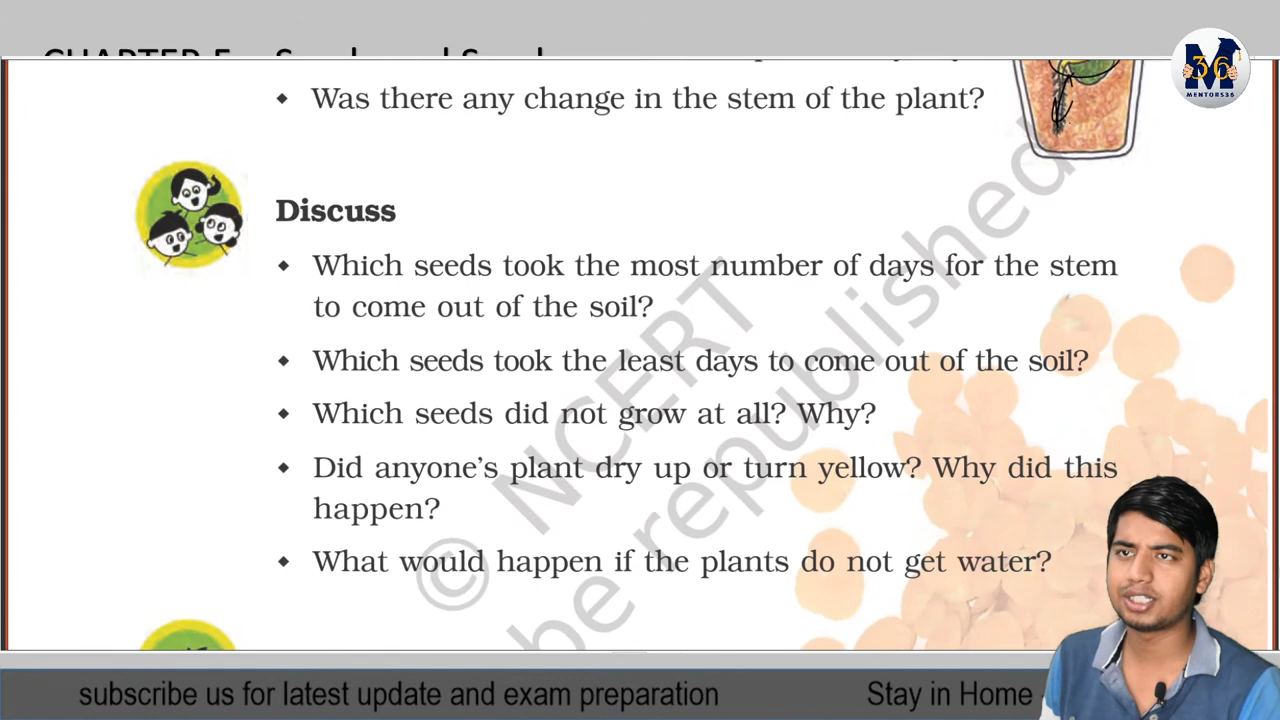 CHAPTER 5
Was there any change in the stem of the plant?
36
MENTORS36
Discuss
Which seeds took the most number of days for the stem
to come out of the soil?
Which seeds took the least days to come out of the soil?
Which seeds did not grow at all? Why?
Did anyone’s plant dry up or turn yellow? Why did this
happen?
What would happen if the plants do not get water?
© NCERT
be republished
subscribe us for latest update and exam preparation
Stay in Home